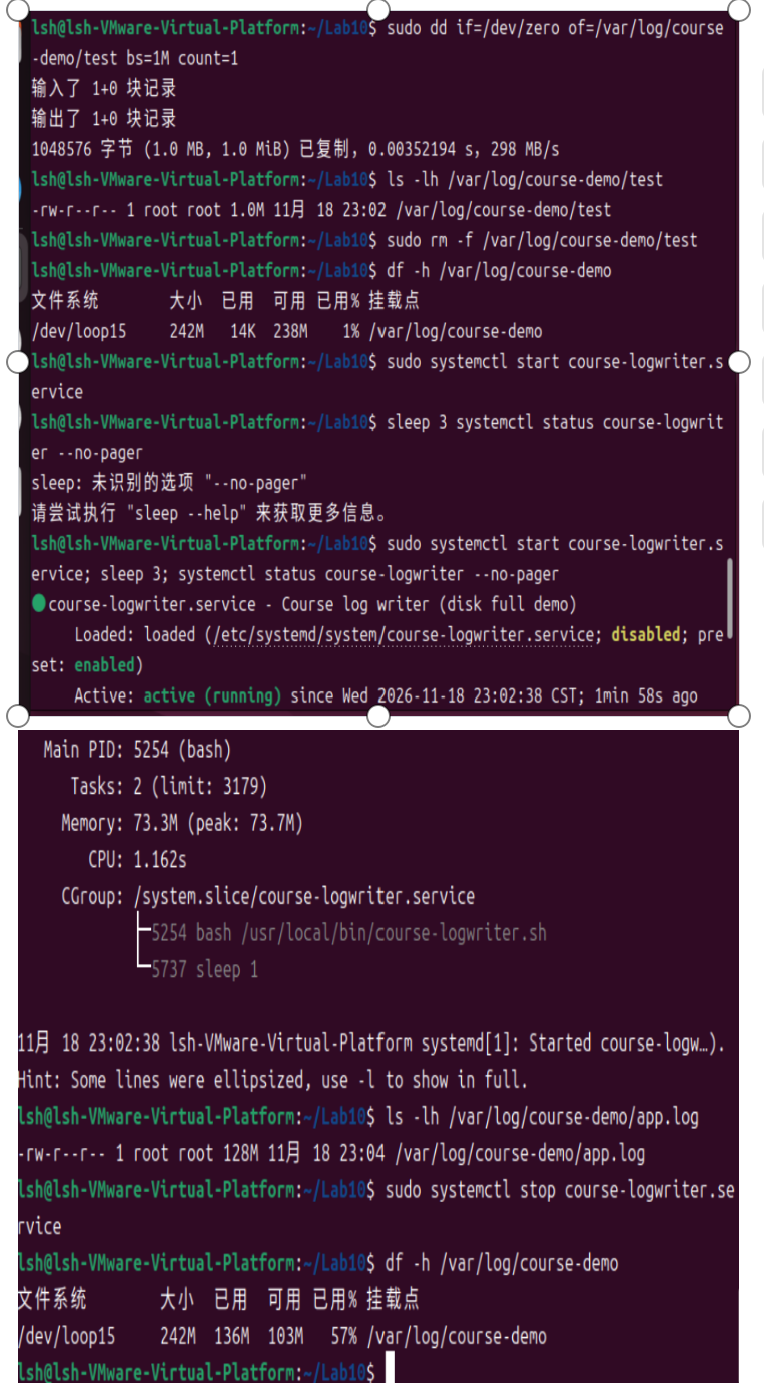 lsh@lsh-VMware-Virtual-Platform:~/Lab10$ sudo dd if=/dev/zero of=/var/log/course
-demo/test bs=1M count=1
输入了 1+0 块记录
输出了 1+0 块记录
1048576 字节 (1.0 MB, 1.0 MiB) 已复制, 0.00352194 s, 298 MB/s
lsh@lsh-VMware-Virtual-Platform:~/Lab10$ ls -lh /var/log/course-demo/test
-rw-r--r-- 1 root root 1.0M 11月 18 23:02 /var/log/course-demo/test
lsh@lsh-VMware-Virtual-Platform:~/Lab10$ sudo rm -f /var/log/course-demo/test
lsh@lsh-VMware-Virtual-Platform:~/Lab10$ df -h /var/log/course-demo
文件系统 大小 已用 可用 已用% 挂载点
/dev/loop15 242M 14K 238M 1% /var/log/course-demo
lsh@lsh-VMware-Virtual-Platform:~/Lab10$ sudo systemctl start course-logwriter.s
ervice
lsh@lsh-VMware-Virtual-Platform:~/Lab10$ sleep 3 systemctl status course-logwrit
er --no-pager
sleep: 未识别的选项 "--no-pager"
请尝试执行 "sleep --help" 来获取更多信息。
lsh@lsh-VMware-Virtual-Platform:~/Lab10$ sudo systemctl start course-logwriter.s
ervice; sleep 3; systemctl status course-logwriter --no-pager
course-logwriter.service - Course log writer (disk full demo)
Loaded: loaded (/etc/systemd/system/course-logwriter.service; disabled; pre
set: enabled)
Active: active (running) since Wed 2026-11-18 23:02:38 CST; 1min 58s ago
Main PID: 5254 (bash)
Tasks: 2 (limit: 3179)
Memory: 73.3M (peak: 73.7M)
CPU: 1.162s
CGroup: /system.slice/course-logwriter.service
├─5254 bash /usr/local/bin/course-logwriter.sh
└─5737 sleep 1
11月 18 23:02:38 lsh-VMware-Virtual-Platform systemd[1]: Started course-logw…).
Hint: Some lines were ellipsized, use -l to show in full.
lsh@lsh-VMware-Virtual-Platform:~/Lab10$ ls -lh /var/log/course-demo/app.log
-rw-r--r-- 1 root root 128M 11月 18 23:04 /var/log/course-demo/app.log
lsh@lsh-VMware-Virtual-Platform:~/Lab10$ sudo systemctl stop course-logwriter.se
rvice
lsh@lsh-VMware-Virtual-Platform:~/Lab10$ df -h /var/log/course-demo
文件系统 大小 已用 可用 已用% 挂载点
/dev/loop15 242M 136M 103M 57% /var/log/course-demo
lsh@lsh-VMware-Virtual-Platform:~/Lab10$